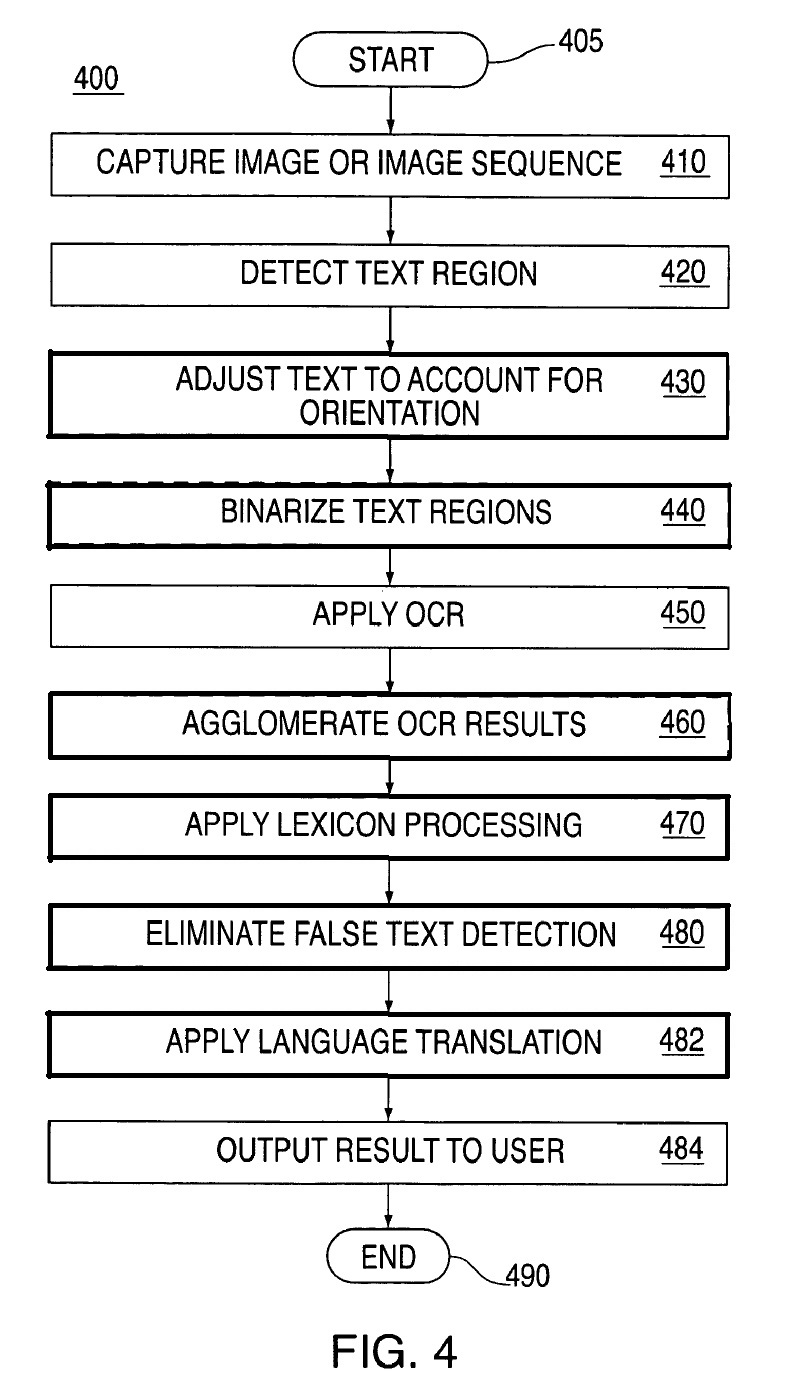 START 405
400
CAPTURE IMAGE OR IMAGE SEQUENCE 410
DETECT TEXT REGION 420
ADJUST TEXT TO ACCOUNT FOR 430
ORIENTATION
BINARIZE TEXT REGIONS 440
APPLY OCR 450
AGGLOMERATE OCR RESULTS 460
APPLY LEXICON PROCESSING 470
ELIMINATE FALSE TEXT DETECTION 480
APPLY LANGUAGE TRANSLATION 482
OUTPUT RESULT TO USER 484
END 490
FIG. 4